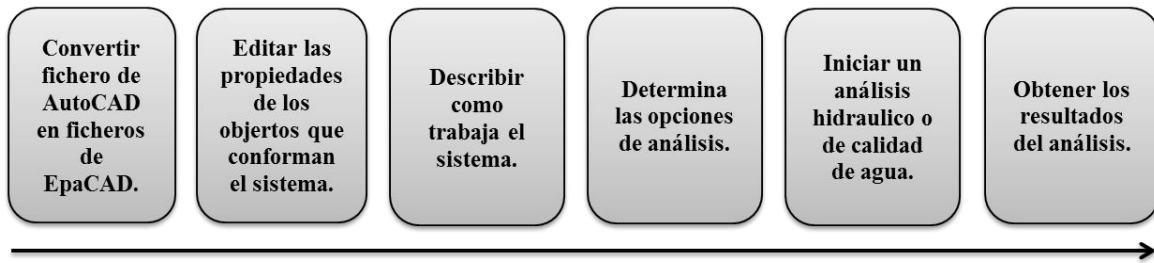 Convertir
fichero de
AutoCAD
en ficheros
de
EpaCAD.
Editar las
propiedades
de los
objertos que
conforman
el sistema.
Describir
como
trabaja el
sistema.
Determina
las opciones
de análisis.
Iniciar un
análisis
hidraulico o
de calidad
de agua.
Obtener los
resultados
del análisis.